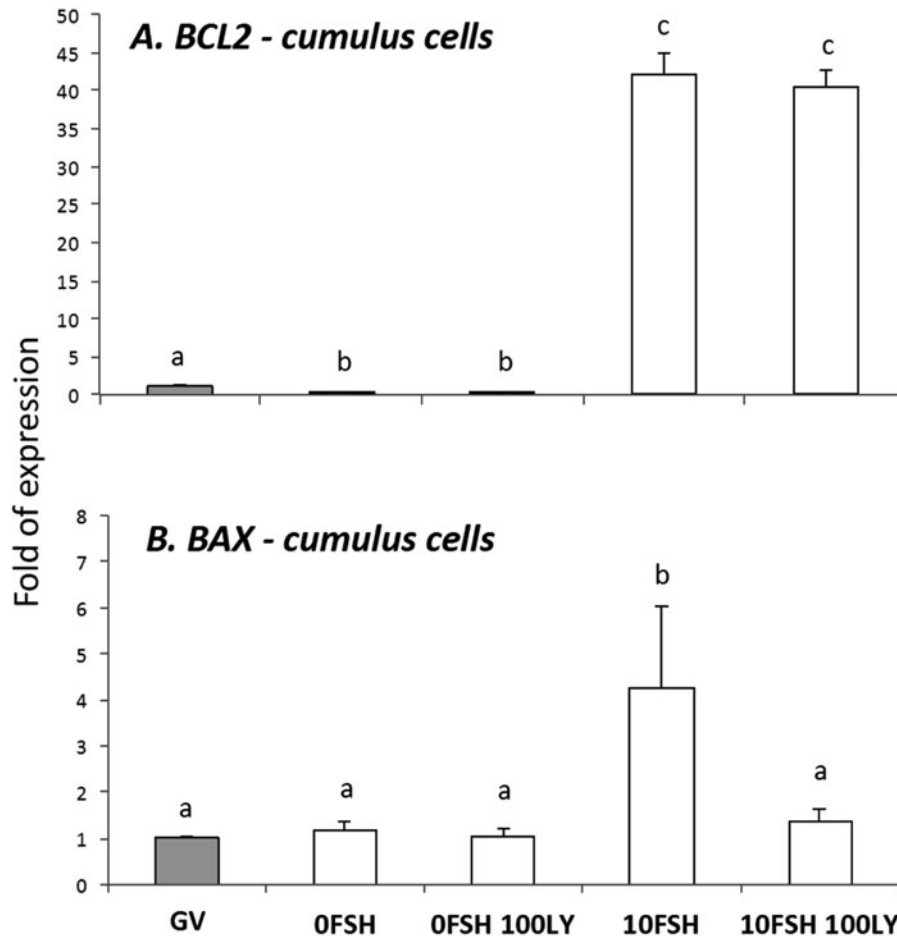 50
A. BCL2 - cumulus cells
45
40
35
30
25
20
15
10
5
0
a
b
b
c
c
Fold of expression
8
B. BAX - cumulus cells
7
6
5
4
3
2
1
0
a
a
a
b
a
GV 0FSH 0FSH 100LY 10FSH 10FSH 100LY